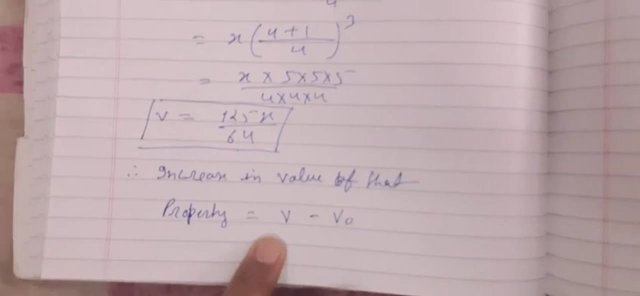 = x (4+1/4)³
= x × 5×5×5 / 4×4×4
V = 125x / 64
∴ Increase in value of that
Property = V - V₀